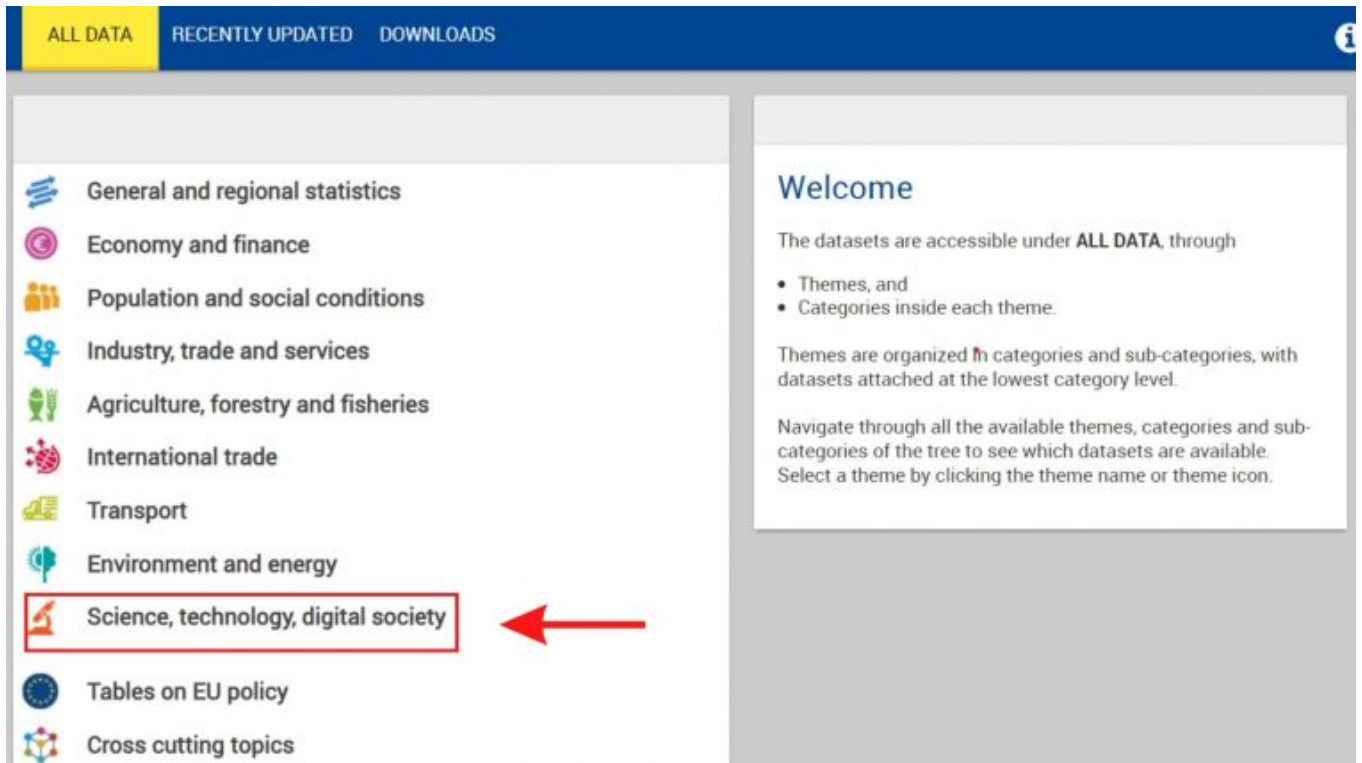 ALL DATA
RECENTLY UPDATED
DOWNLOADS
General and regional statistics
Economy and finance
Population and social conditions
Industry, trade and services
Agriculture, forestry and fisheries
International trade
Transport
Environment and energy
Science, technology, digital society
Tables on EU policy
Cross cutting topics
Welcome
The datasets are accessible under ALL DATA, through
• Themes, and
• Categories inside each theme.
Themes are organized in categories and sub-categories, with
datasets attached at the lowest category level.
Navigate through all the available themes, categories and sub-
categories of the tree to see which datasets are available.
Select a theme by clicking the theme name or theme icon.